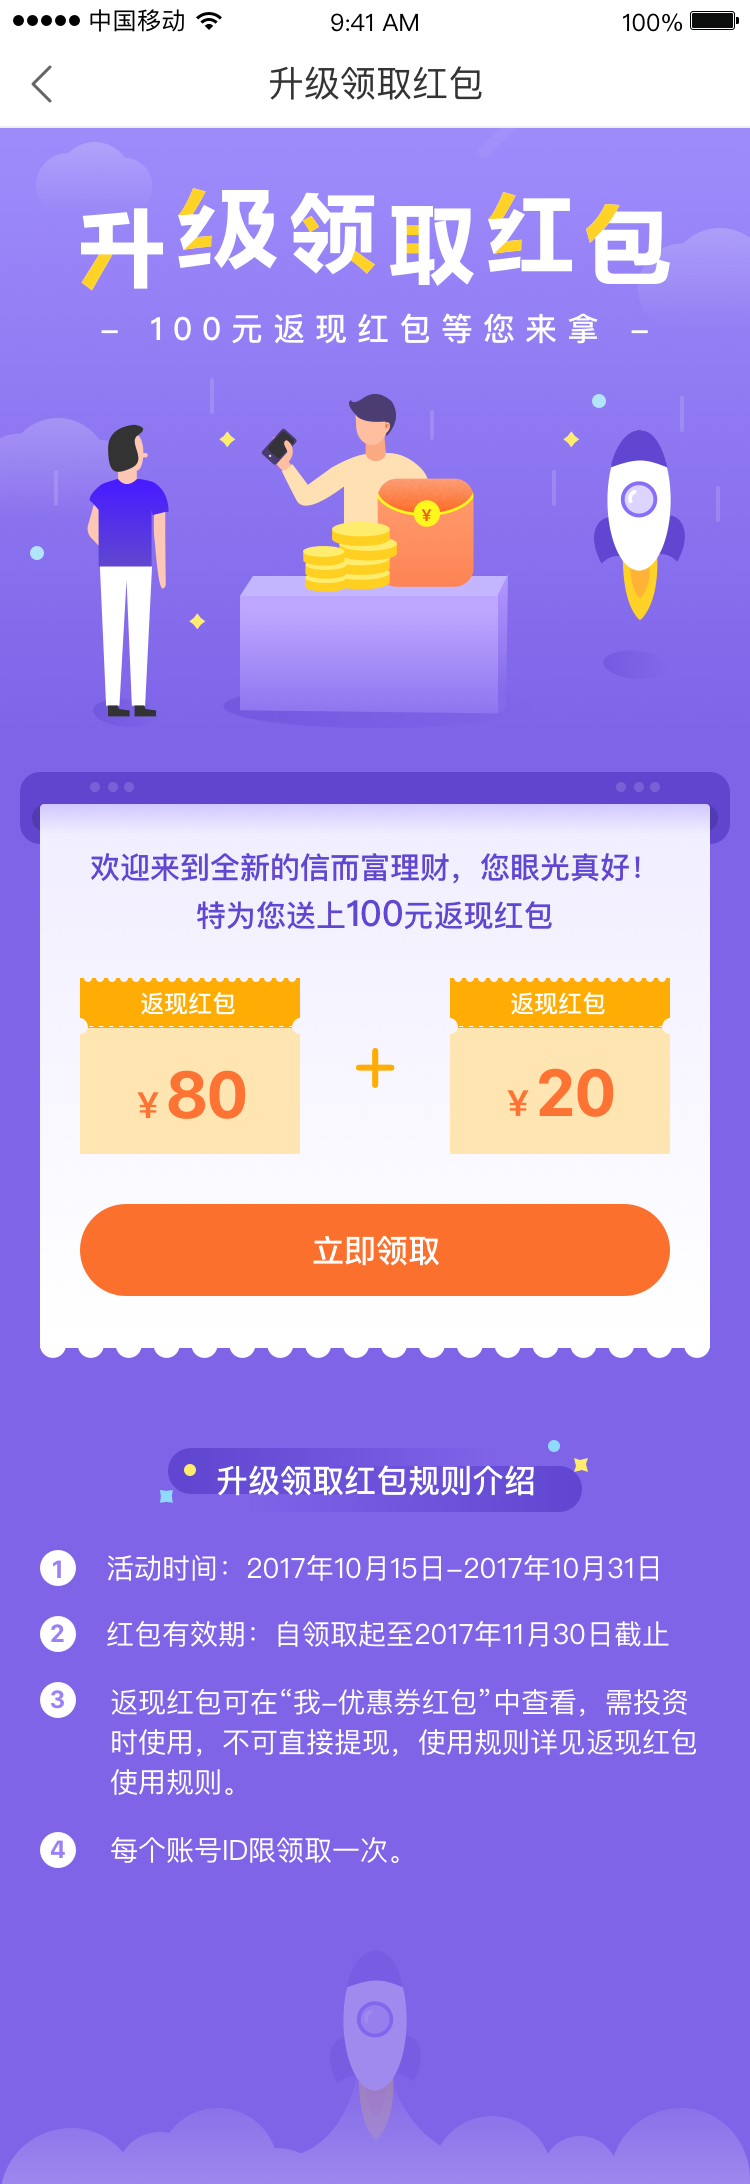 中国移动 9:41 AM 100%
升级领取红包
升级领取红包
– 100元返现红包等您来拿 –
¥
欢迎来到全新的信而富理财，您眼光真好！
特为您送上100元返现红包
返现红包 返现红包
¥ 80 + ¥ 20
立即领取
升级领取红包规则介绍
1 活动时间：2017年10月15日–2017年10月31日
2 红包有效期：自领取起至2017年11月30日截止
3 返现红包可在“我–优惠券红包”中查看，需投资
时使用，不可直接提现，使用规则详见返现红包
使用规则。
4 每个账号ID限领取一次。